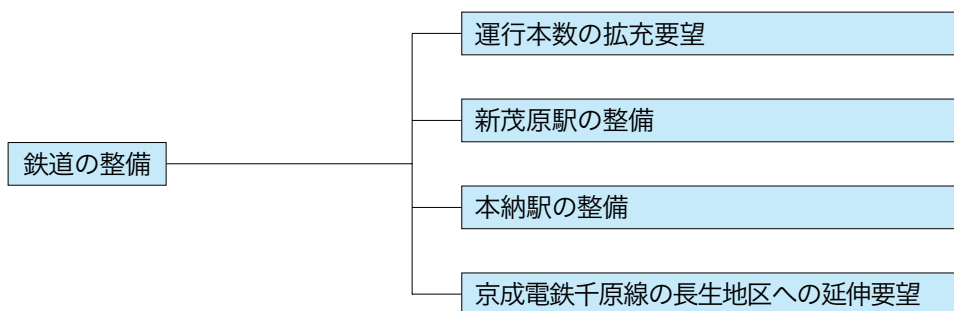 運行本数の拡充要望
新茂原駅の整備
鉄道の整備
本納駅の整備
京成電鉄千原線の長生地区への延伸要望